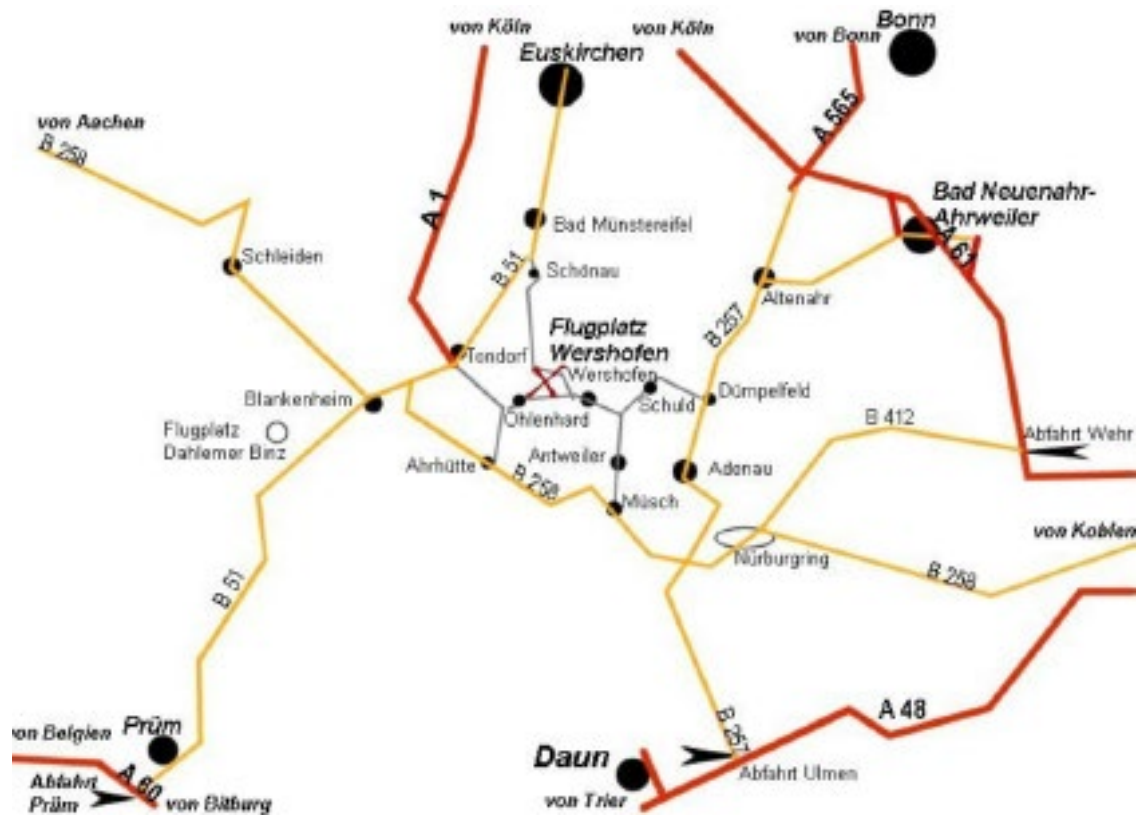 von Köln
Euskirchen
von Köln
von Bonn
Bonn
von Aachen
B 258
A 565
A 1
Bad Neuenahr-
Ahrweiler
A 61
Bad Münstereifel
Schleiden
B 51
Schönau
Altenahr
B 257
Flugplatz
Wershofen
Tondorf
Wershofen
Blankenheim
Ohlenhard
Schuld
Dümpelfeld
Flugplatz
Dahlemer Binz
B 412
Abfahrt Wehr
Ahrhütte
Antweiler
Adenau
B 258
Müsch
von Koblen
Nürburgring
B 258
B 51
A 48
B 257
von Belgien
Prüm
Daun
Abfahrt Ulmen
Abfahrt
Prüm
A 60
von Bitburg
von Trier